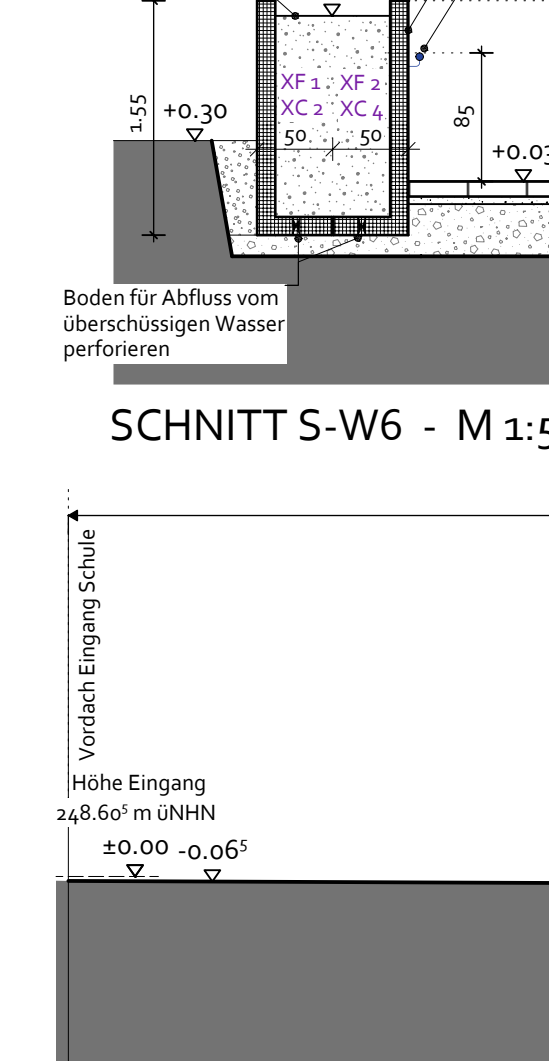 XF 1 XF 2
XC 2 XC 4
1.55
+0.30
50 50
85
+0.03
Boden für Abfluss vom
überschüssigen Wasser
perforieren
SCHNITT S-W6 - M 1:5
Vordach Eingang Schule
Höhe Eingang
248.60⁵ m üNHN
±0.00 -0.06⁵